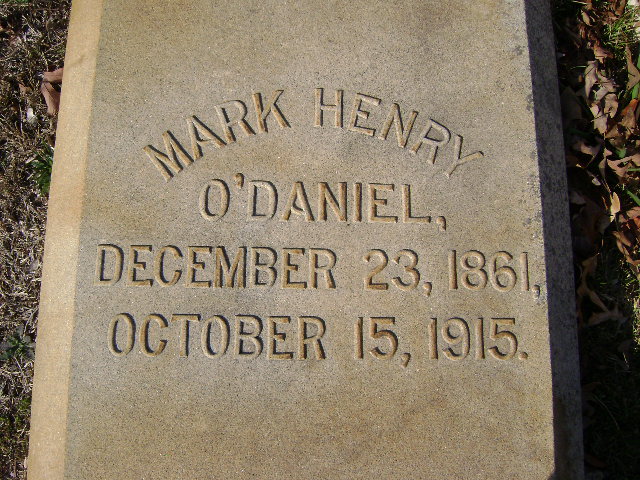 MARK HENRY
O'DANIEL,
DECEMBER 23, 1861,
OCTOBER 15, 1915.